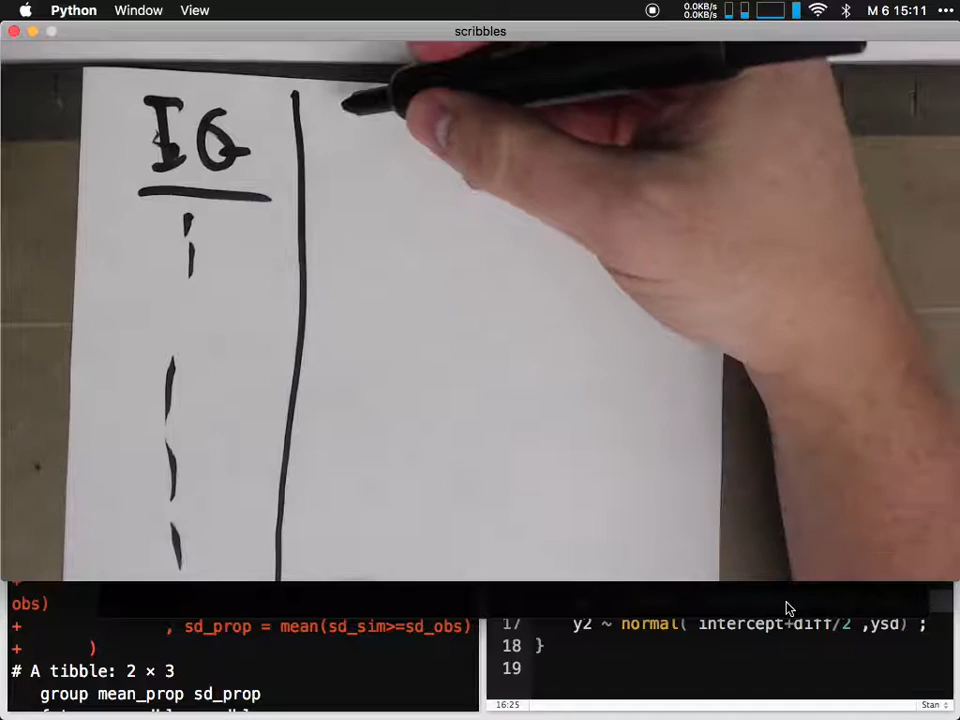 Python Window View
0.0KB/s
0.0KB/s
M 6 15:11
scribbles
IQ
obs)
+ , sd_prop = mean(sd_sim>=sd_obs)
+ )
# A tibble: 2 × 3
group mean_prop sd_prop
17 y2 ~ normal( intercept+diff/2 ,ysd) ;
18 }
19
16:25
Stan